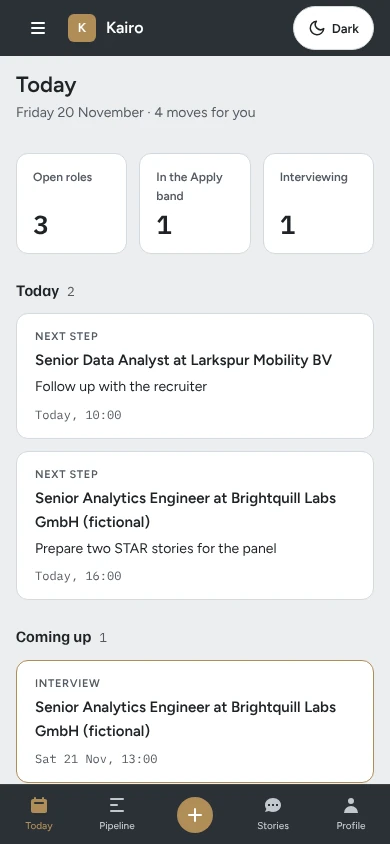 K
Kairo
Dark
Today
Friday 20 November · 4 moves for you
Open roles
3
In the Apply
band
1
Interviewing
1
Today 2
NEXT STEP
Senior Data Analyst at Larkspur Mobility BV
Follow up with the recruiter
Today, 10:00
NEXT STEP
Senior Analytics Engineer at Brightquill Labs
GmbH (fictional)
Prepare two STAR stories for the panel
Today, 16:00
Coming up 1
INTERVIEW
Senior Analytics Engineer at Brightquill Labs
GmbH (fictional)
Sat 21 Nov, 13:00
Today
Pipeline
Stories
Profile